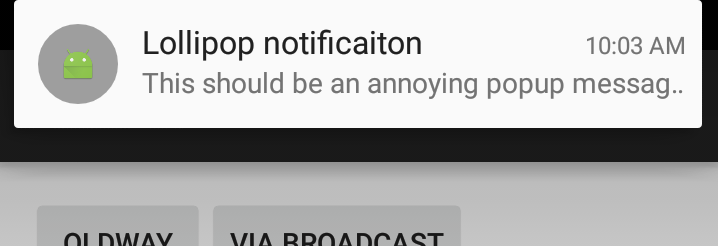 Lollipop notificaiton
10:03 AM
This should be an annoying popup messag..
OLDWAY
VIA BROADCAST